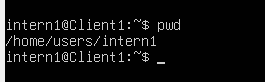 intern1@Client1:~$ pwd
/home/users/intern1
intern1@Client1:~$ _